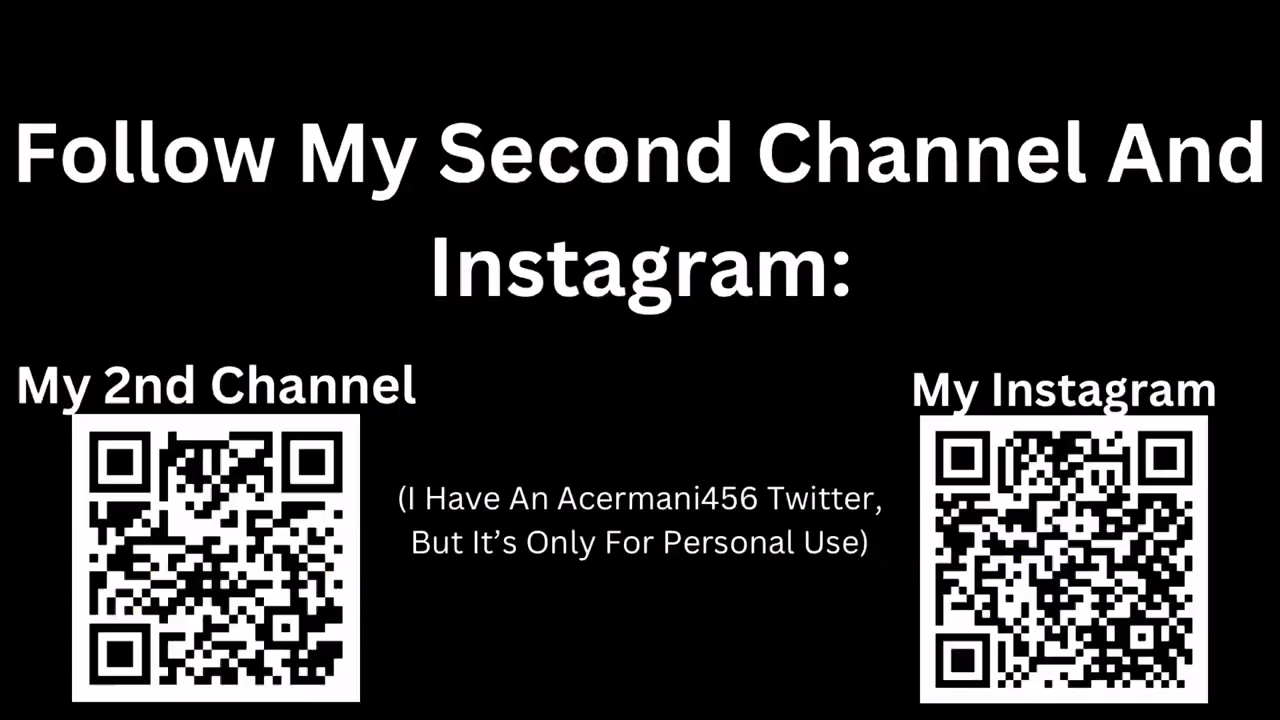 Follow My Second Channel And
Instagram:
My 2nd Channel
My Instagram
(I Have An Acermani456 Twitter,
But It’s Only For Personal Use)